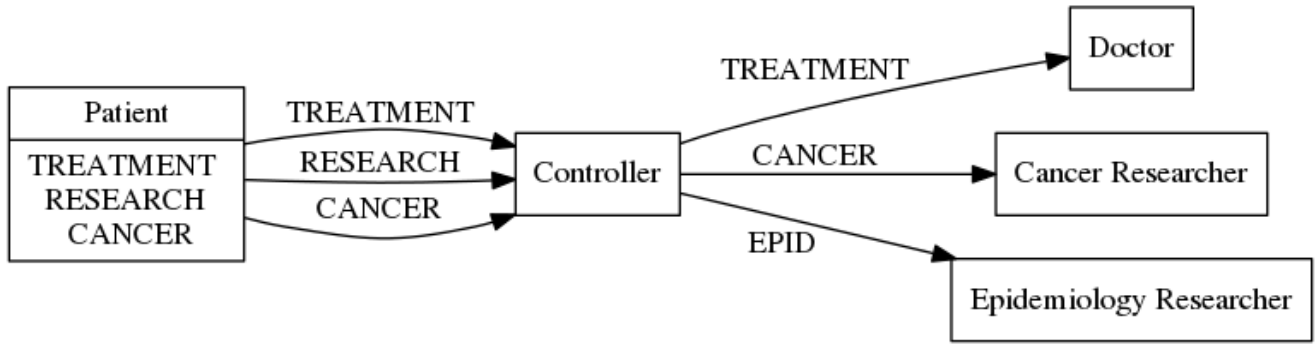 Patient
TREATMENT
RESEARCH
CANCER
TREATMENT
RESEARCH
CANCER
Controller
TREATMENT
CANCER
EPID
Doctor
Cancer Researcher
Epidemiology Researcher